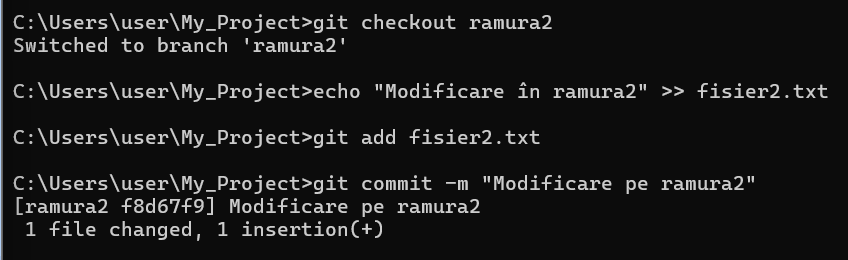 C:\Users\user\My_Project>git checkout ramura2
Switched to branch 'ramura2'
C:\Users\user\My_Project>echo "Modificare în ramura2" >> fisier2.txt
C:\Users\user\My_Project>git add fisier2.txt
C:\Users\user\My_Project>git commit -m "Modificare pe ramura2"
[ramura2 f8d67f9] Modificare pe ramura2
 1 file changed, 1 insertion(+)